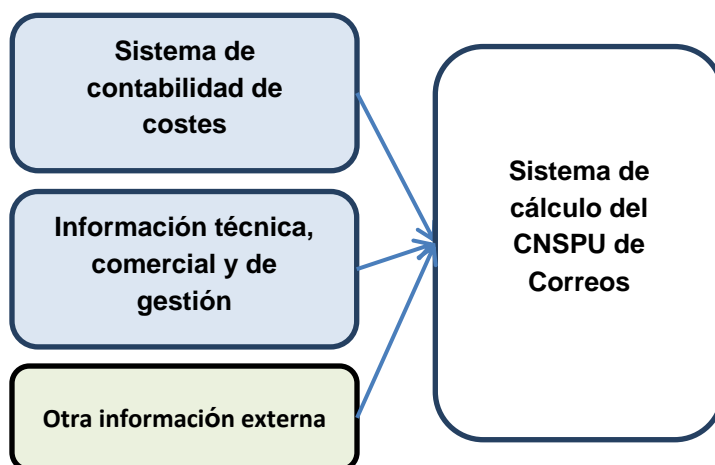 Sistema de
contabilidad de
costes
Información técnica,
comercial y de
gestión
Otra información externa
Sistema de
cálculo del
CNSPU de
Correos